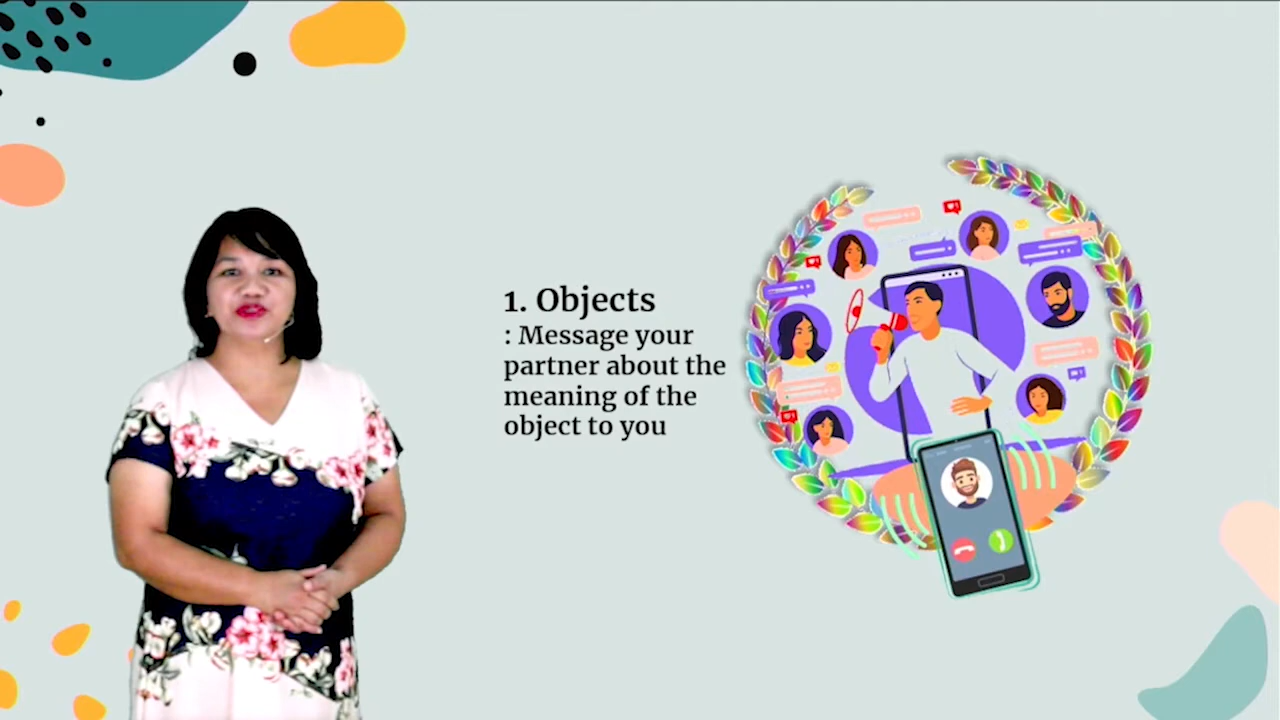 1. Objects
: Message your
partner about the
meaning of the
object to you